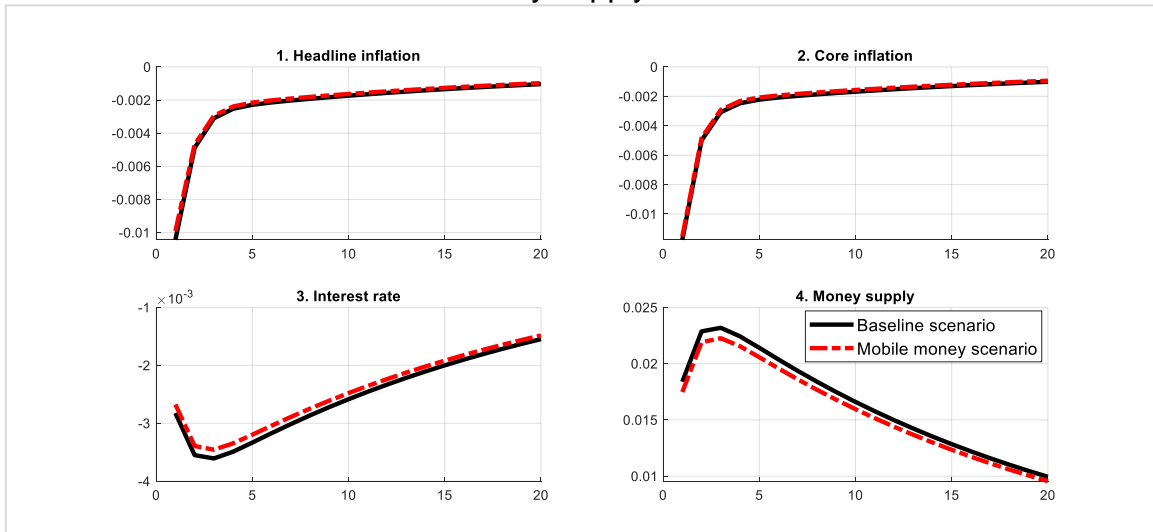 1. Headline inflation
0
-0.002
-0.004
-0.006
-0.008
-0.01
0 5 10 15 20
2. Core inflation
0
-0.002
-0.004
-0.006
-0.008
-0.01
0 5 10 15 20
3. Interest rate
×10⁻³
-1
-2
-3
-4
0 5 10 15 20
4. Money supply
0.025
0.02
0.015
0.01
0 5 10 15 20
Baseline scenario
Mobile money scenario